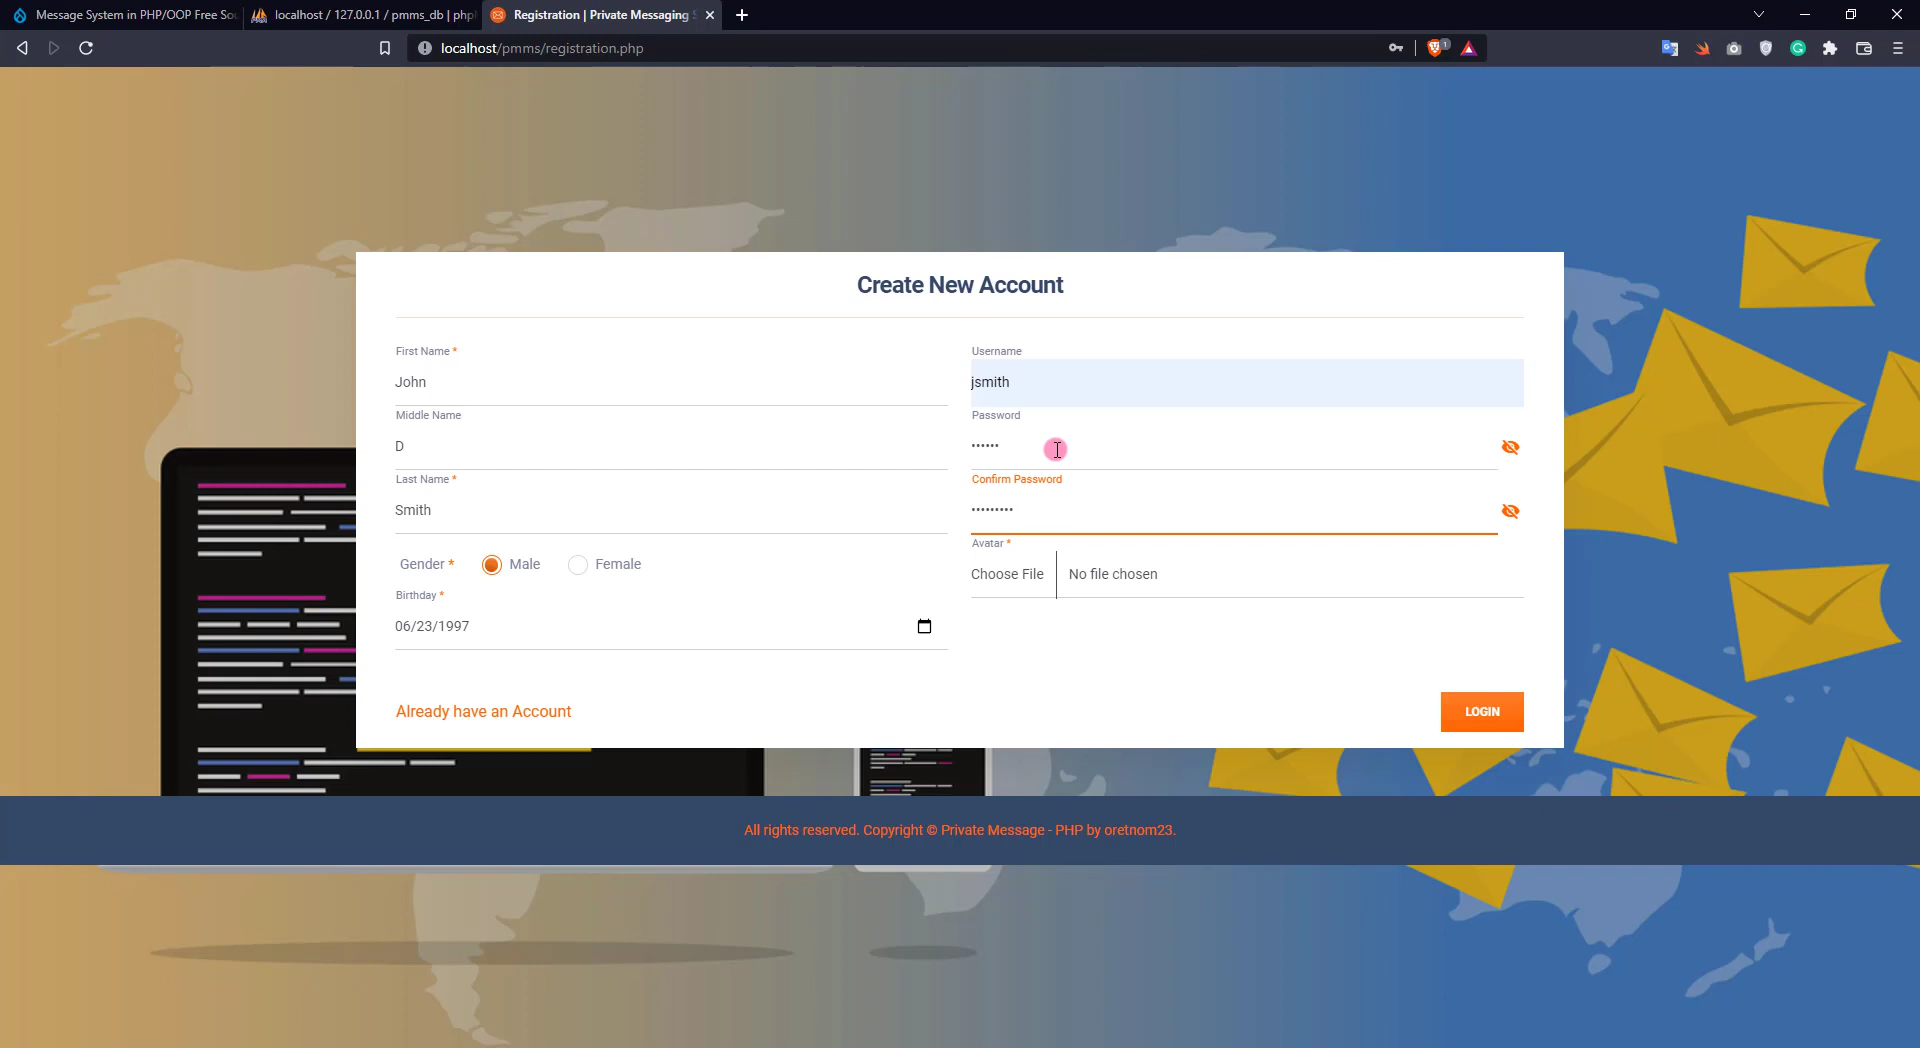 Message System in PHP/OOP Free Sou
localhost / 127.0.0.1 / pmms_db | php
Registration | Private Messaging S
localhost/pmms/registration.php
1
Create New Account
First Name *
John
Middle Name
D
Last Name *
Smith
Gender * Male Female
Birthday *
06/23/1997
Username
jsmith
Password
••••••
Confirm Password
•••••••••
Avatar *
Choose File No file chosen
Already have an Account
LOGIN
All rights reserved. Copyright © Private Message - PHP by oretnom23.